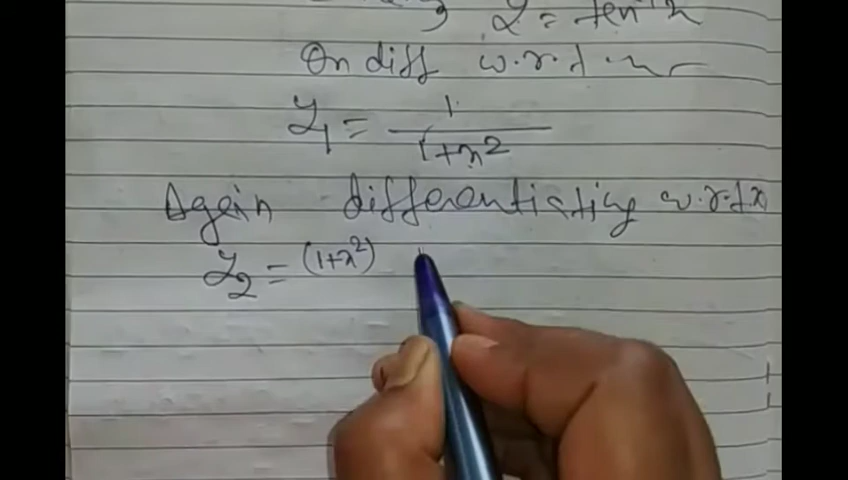 y = tan⁻¹x
On diff w.r.t x
y₁ = 1/(1+x²)
Again differentiating w.r.t x
y₂ = (1+x²)